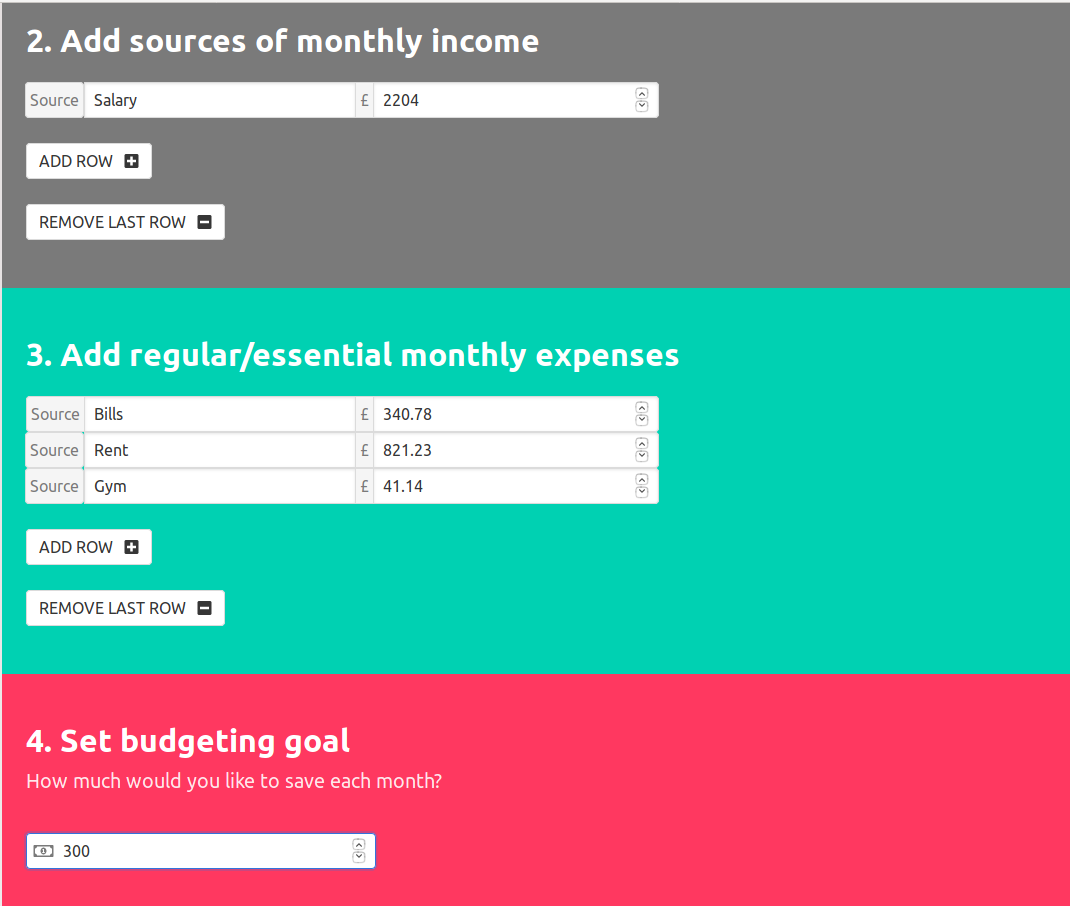 2. Add sources of monthly income
Source Salary £ 2204
ADD ROW
REMOVE LAST ROW
3. Add regular/essential monthly expenses
Source Bills £ 340.78
Source Rent £ 821.23
Source Gym £ 41.14
ADD ROW
REMOVE LAST ROW
4. Set budgeting goal
How much would you like to save each month?
300